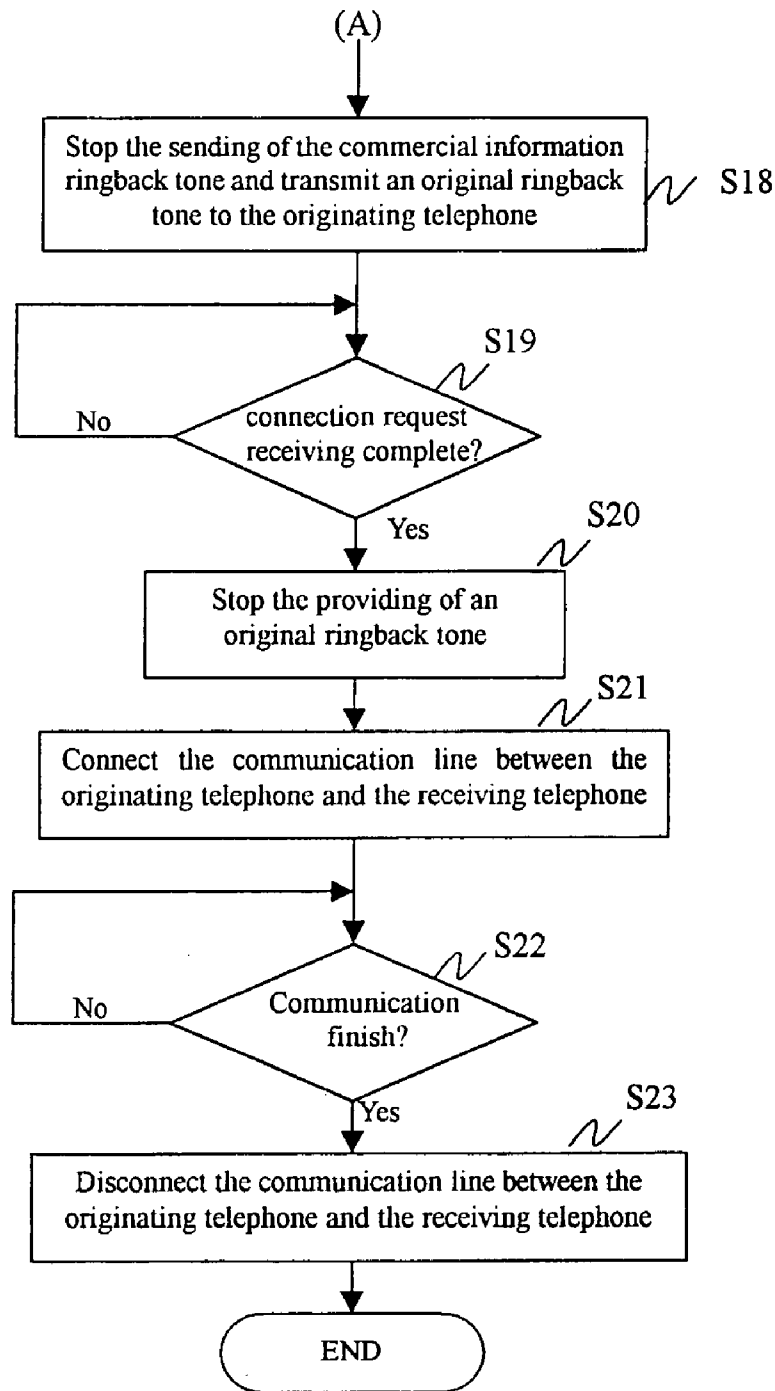 (A)
Stop the sending of the commercial information
ringback tone and transmit an original ringback
tone to the originating telephone
S18
S19
connection request
receiving complete?
No
Yes
S20
Stop the providing of an
original ringback tone
S21
Connect the communication line between the
originating telephone and the receiving telephone
S22
Communication
finish?
No
Yes
S23
Disconnect the communication line between the
originating telephone and the receiving telephone
END